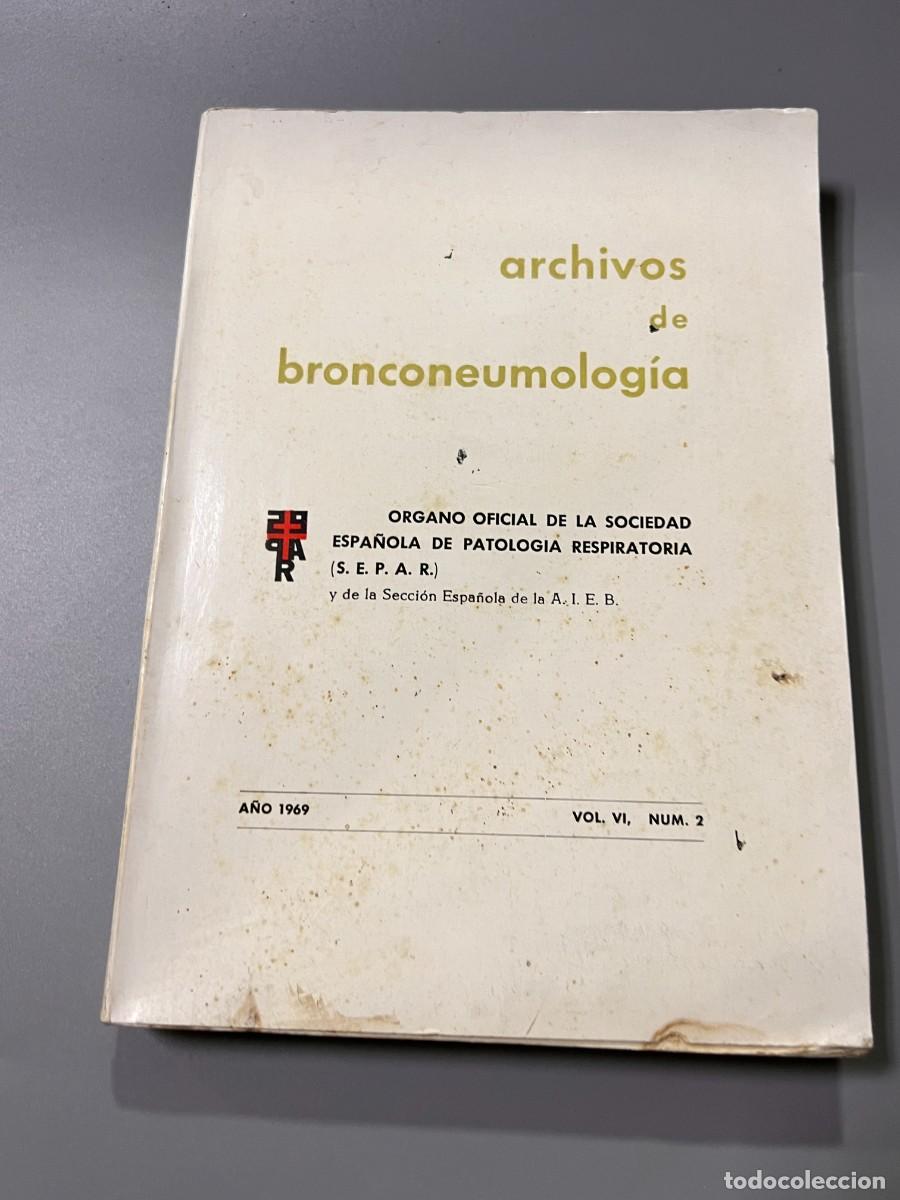 archivos
de
bronconeumología
SEPAR
ORGANO OFICIAL DE LA SOCIEDAD
ESPAÑOLA DE PATOLOGIA RESPIRATORIA
(S. E. P. A. R.)
y de la Sección Española de la A. I. E. B.
AÑO 1969 VOL. VI, NUM. 2
todocoleccion